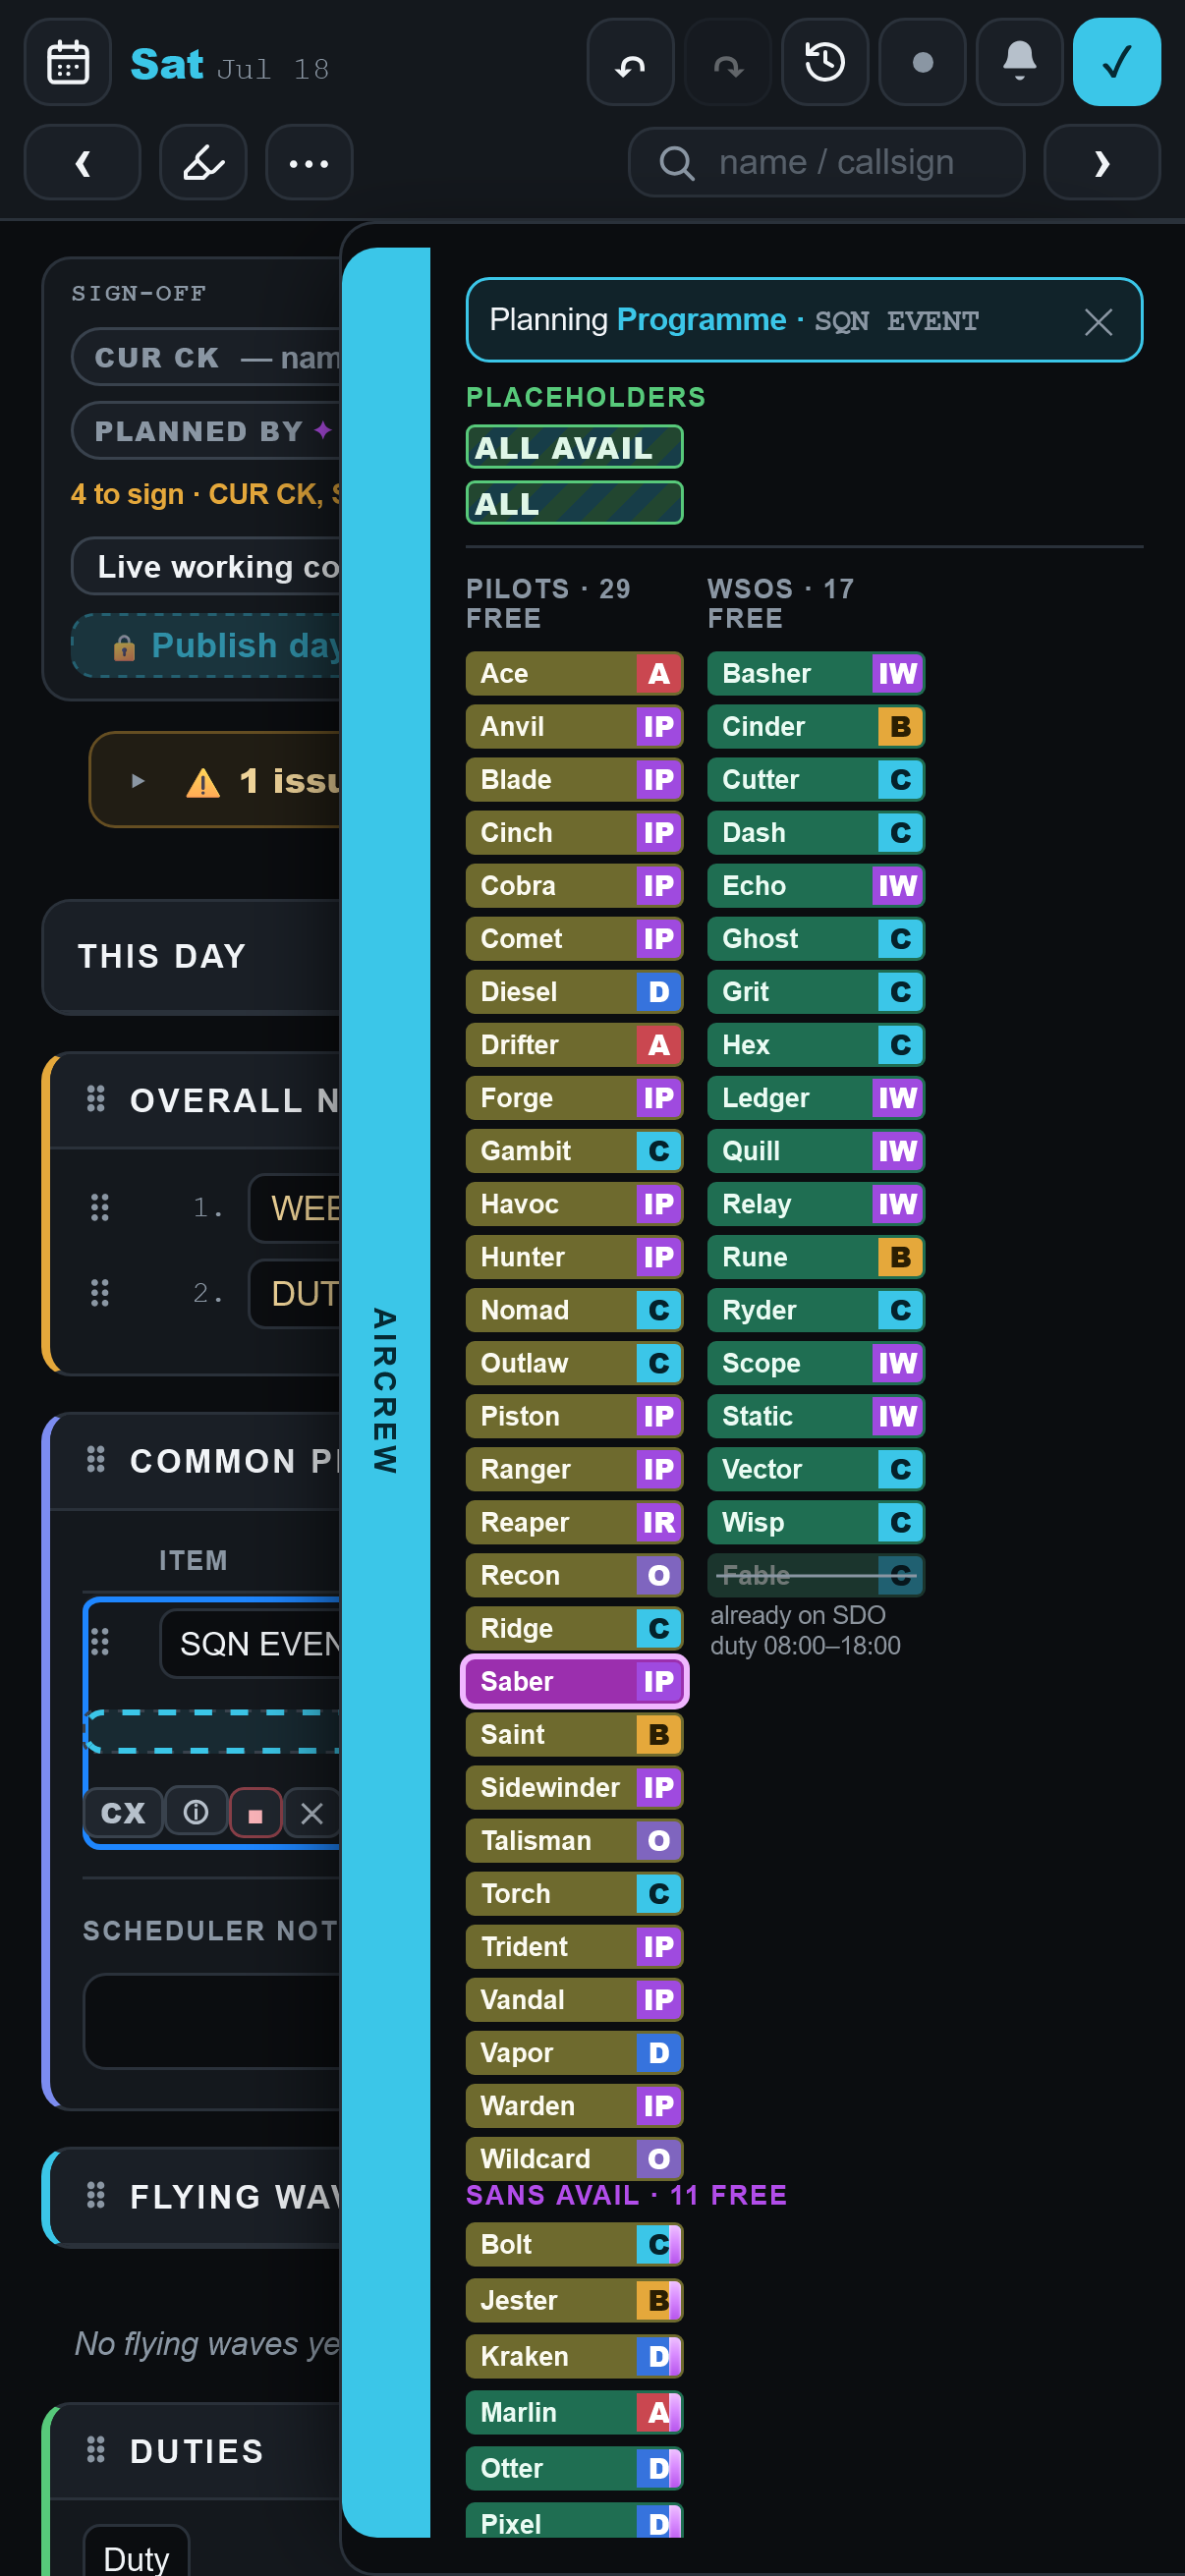 Sat Jul 18
name / callsign
SIGN-OFF
CUR CK — nam
PLANNED BY
4 to sign · CUR CK, S
Live working co
Publish day
1 issu
THIS DAY
OVERALL N
1. WEE
2. DUT
COMMON P
ITEM
SQN EVEN
CX
SCHEDULER NOT
FLYING WAV
No flying waves ye
DUTIES
Duty
AIRCREW
Planning Programme · SQN EVENT
PLACEHOLDERS
ALL AVAIL
ALL
PILOTS · 29 FREE
Ace A
Anvil IP
Blade IP
Cinch IP
Cobra IP
Comet IP
Diesel D
Drifter A
Forge IP
Gambit C
Havoc IP
Hunter IP
Nomad C
Outlaw C
Piston IP
Ranger IP
Reaper IR
Recon O
Ridge C
Saber IP
Saint B
Sidewinder IP
Talisman O
Torch C
Trident IP
Vandal IP
Vapor D
Warden IP
Wildcard O
WSOS · 17 FREE
Basher IW
Cinder B
Cutter C
Dash C
Echo IW
Ghost C
Grit C
Hex C
Ledger IW
Quill IW
Relay IW
Rune B
Ryder C
Scope IW
Static IW
Vector C
Wisp C
Fable C
already on SDO
duty 08:00–18:00
SANS AVAIL · 11 FREE
Bolt C
Jester B
Kraken D
Marlin A
Otter D
Pixel D